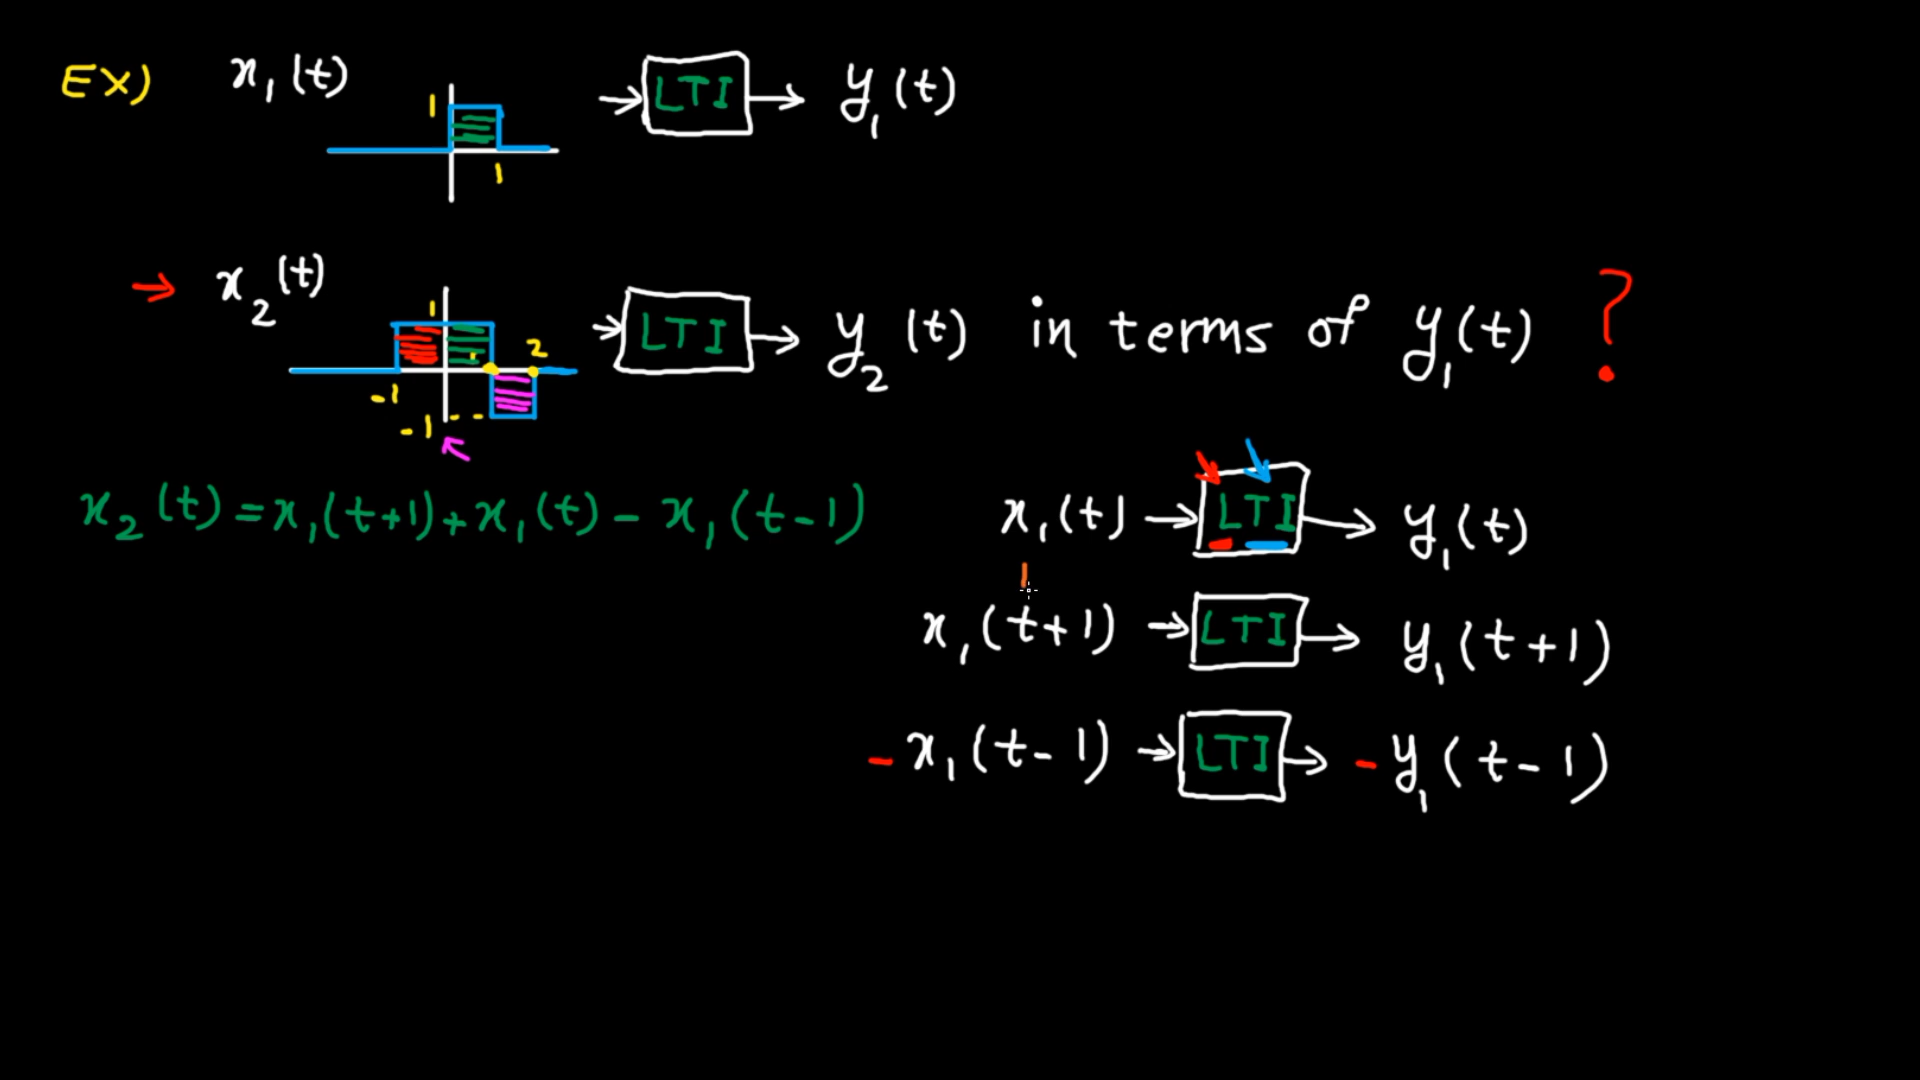 EX) x₁(t) → LTI → y₁(t)
1
1
→ x₂(t) → LTI → y₂(t) in terms of y₁(t) ?
1
2
-1
-1
x₂(t) = x₁(t+1) + x₁(t) - x₁(t-1)
x₁(t) → LTI → y₁(t)
x₁(t+1) → LTI → y₁(t+1)
- x₁(t-1) → LTI → - y₁(t-1)